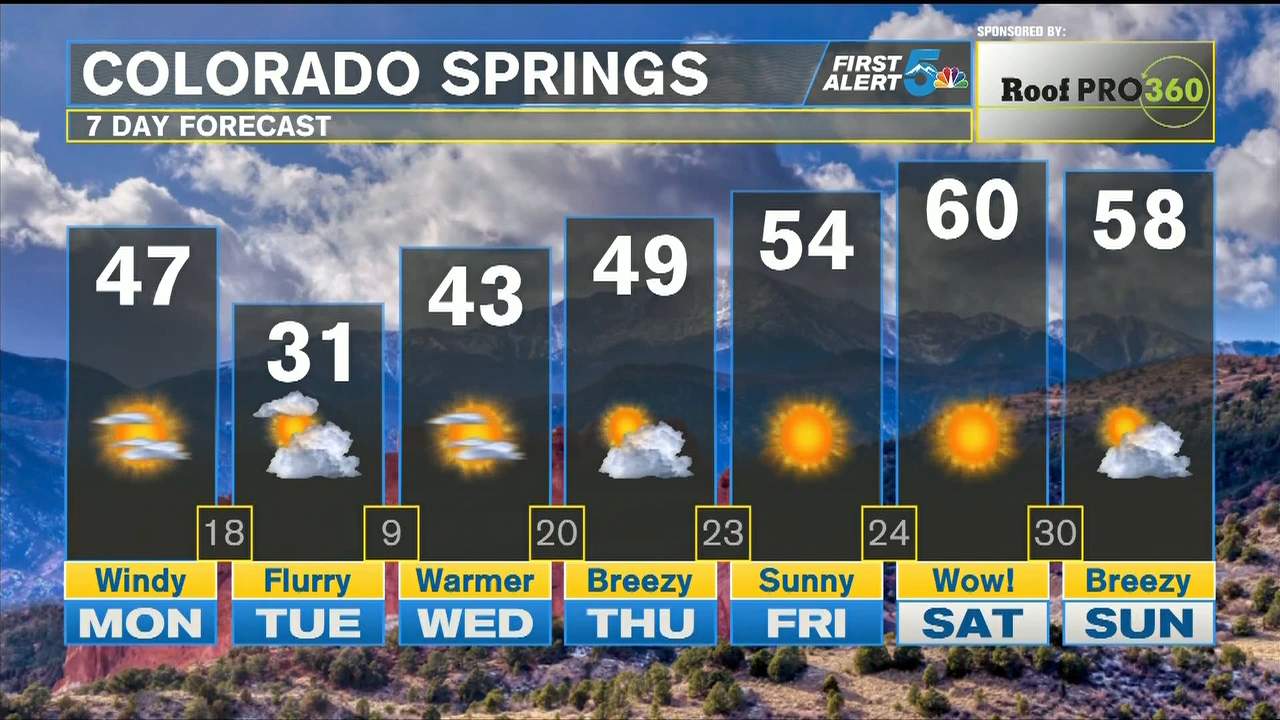 SPONSORED BY:
COLORADO SPRINGS
FIRST ALERT 5
Roof PRO 360
7 DAY FORECAST
47 31 43 49 54 60 58
18 9 20 23 24 30
Windy Flurry Warmer Breezy Sunny Wow! Breezy
MON TUE WED THU FRI SAT SUN